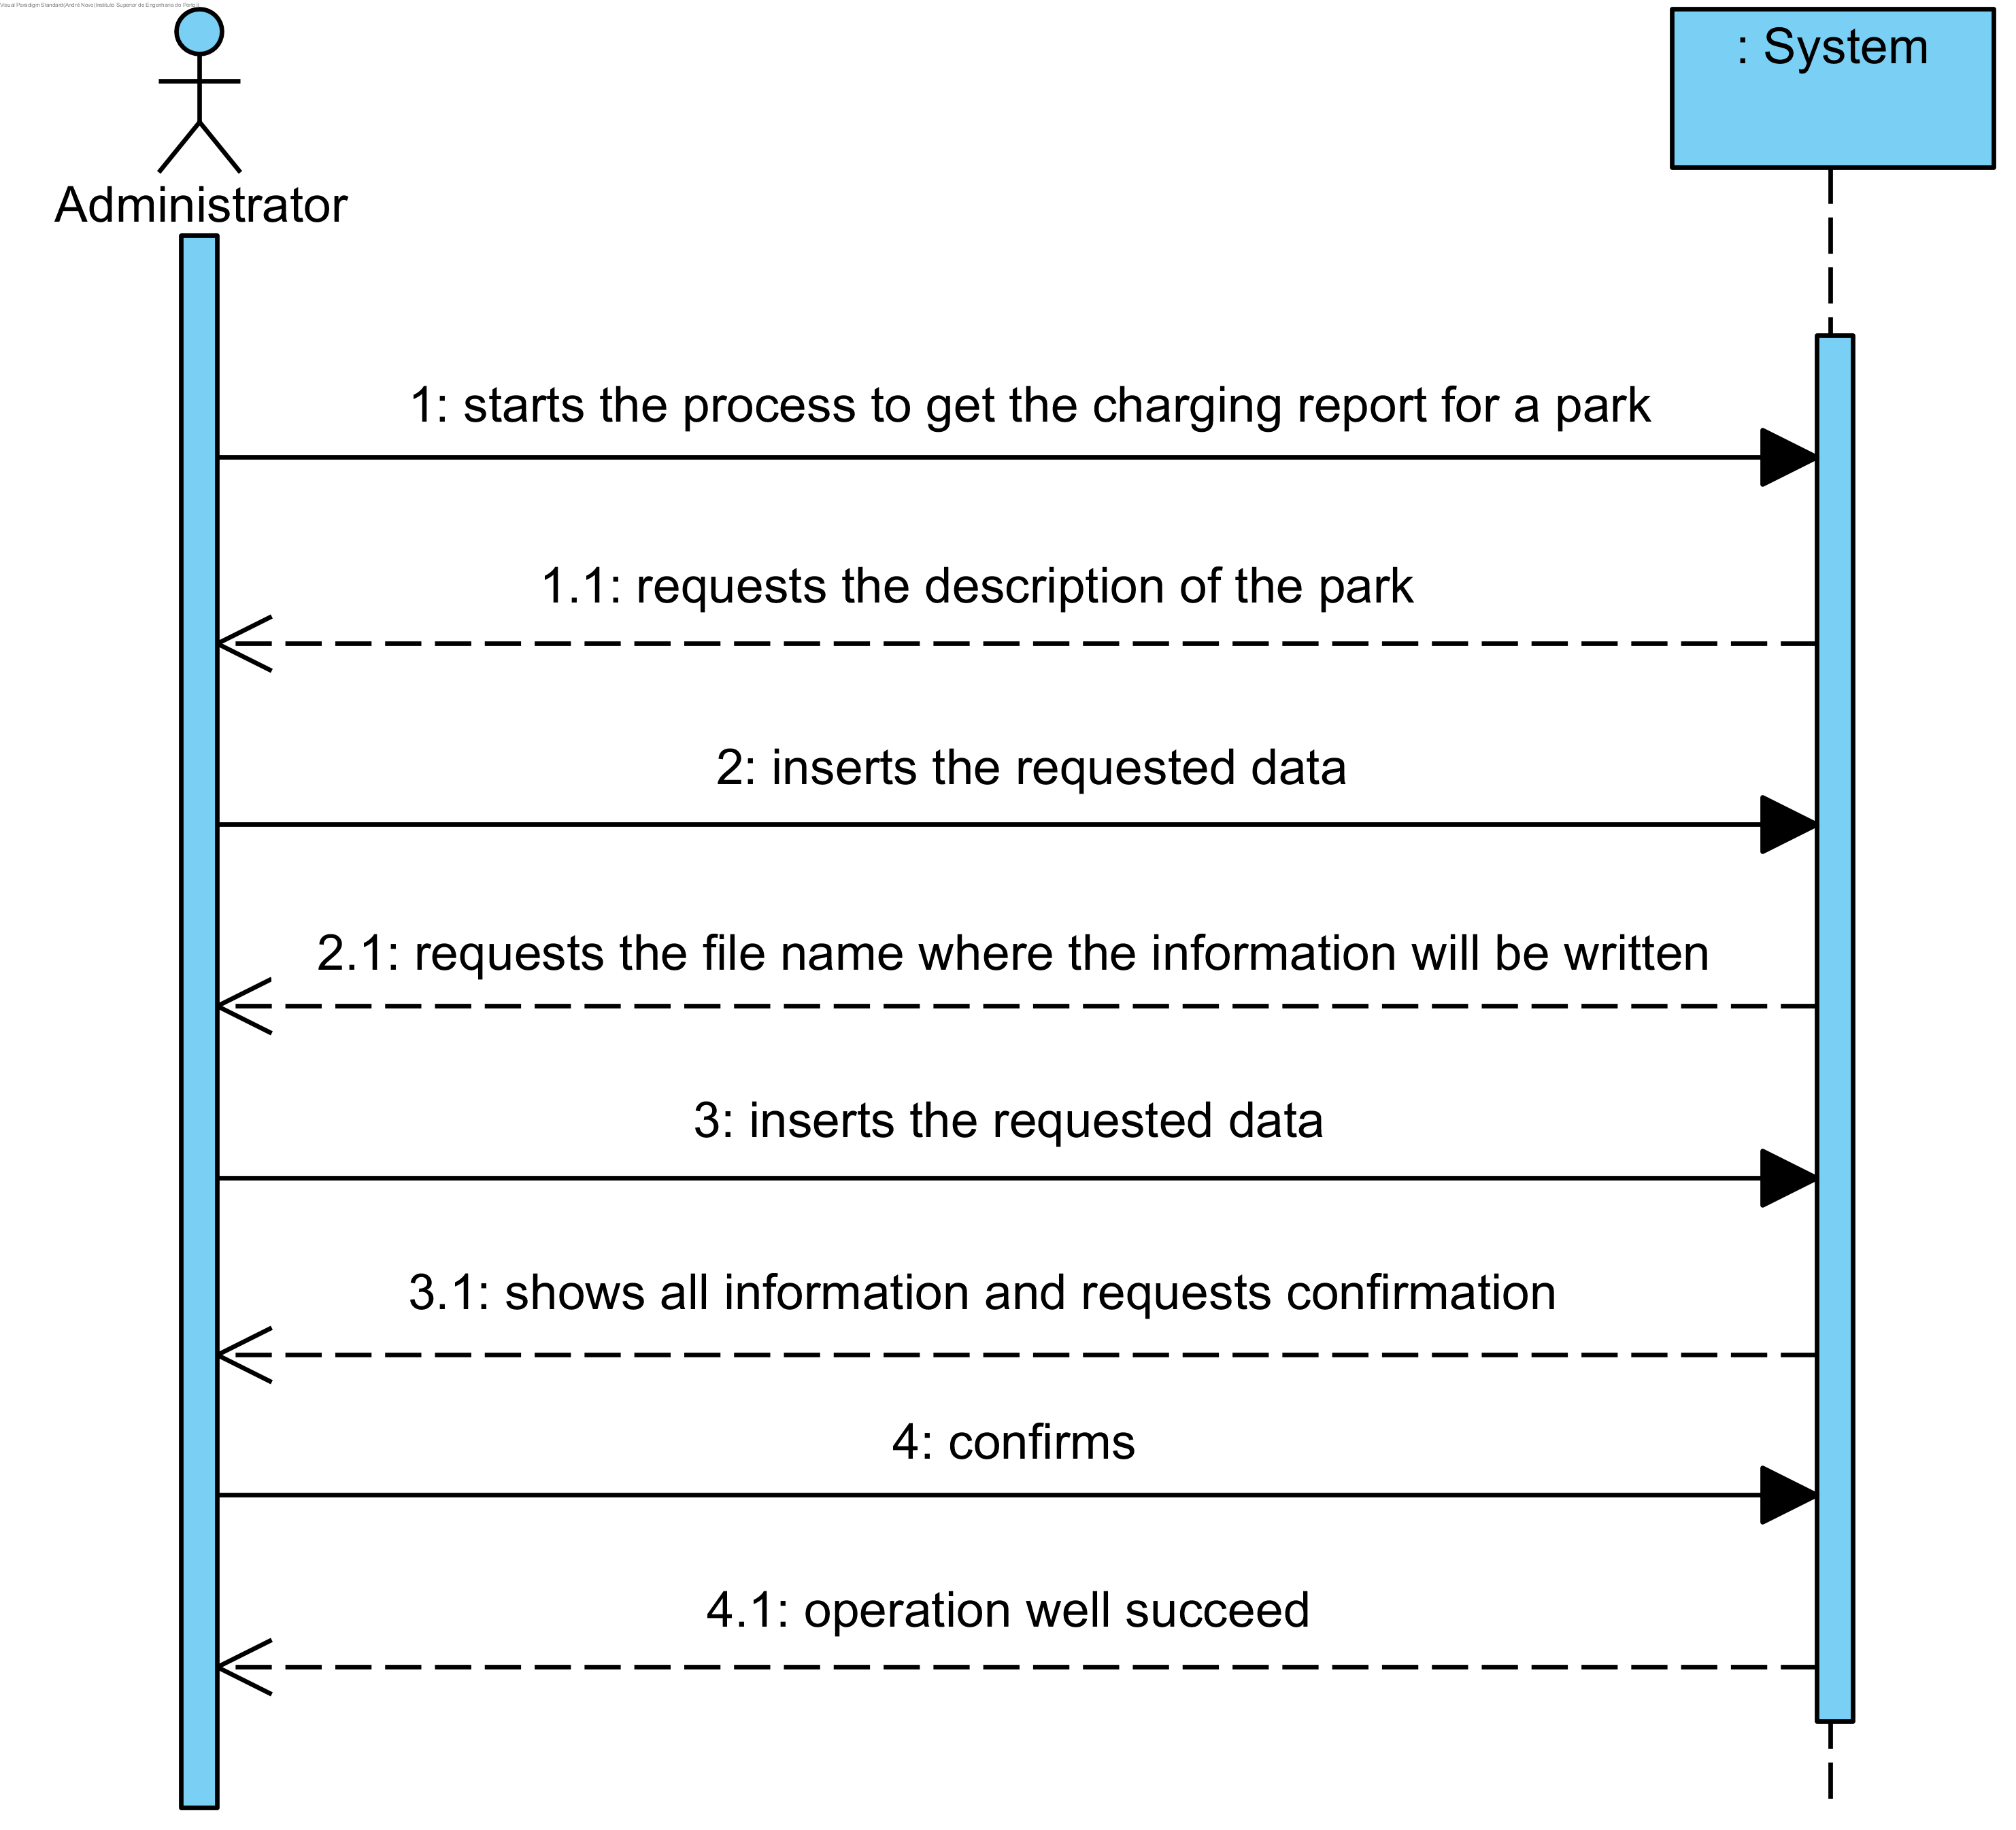 Visual Paradigm Standard(André Novo(Instituto Superior de Engenharia do Porto))
: System
Administrator
1: starts the process to get the charging report for a park
1.1: requests the description of the park
2: inserts the requested data
2.1: requests the file name where the information will be written
3: inserts the requested data
3.1: shows all information and requests confirmation
4: confirms
4.1: operation well succeed